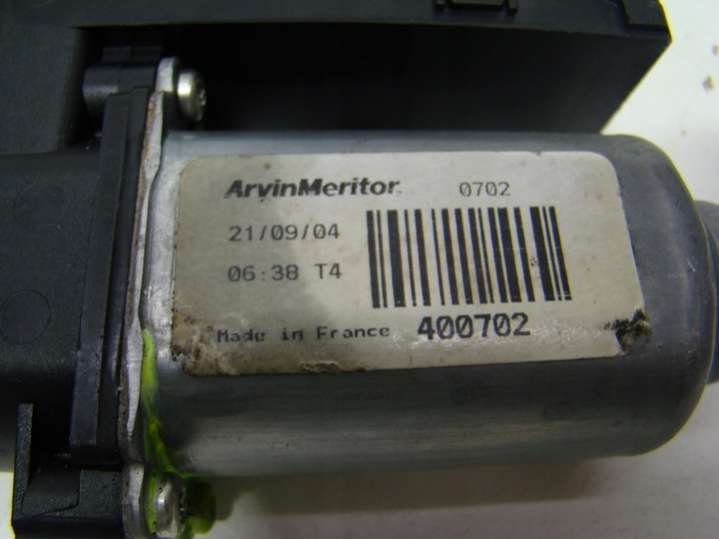 ArvinMeritor 0702
21/09/04
06:38 T4
Made in France 400702